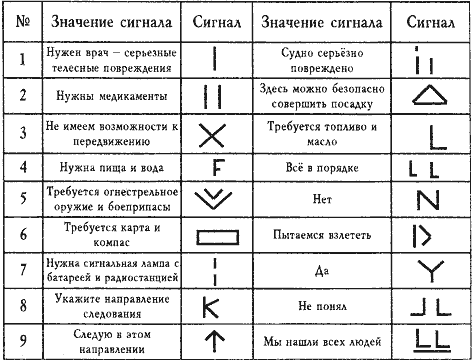 № Значение сигнала Сигнал Значение сигнала Сигнал
1 Нужен врач – серьезные телесные повреждения | Судно серьёзно повреждено
2 Нужны медикаменты || Здесь можно безопасно совершить посадку
3 Не имеем возможности к передвижению X Требуется топливо и масло L
4 Нужна пища и вода F Всё в порядке L L
5 Требуется огнестрельное оружие и боеприпасы Нет N
6 Требуется карта и компас Пытаемся взлететь
7 Нужна сигнальная лампа с батареей и радиостанцией Да Y
8 Укажите направление следования K Не понял
9 Следую в этом направлении ↑ Мы нашли всех людей LL